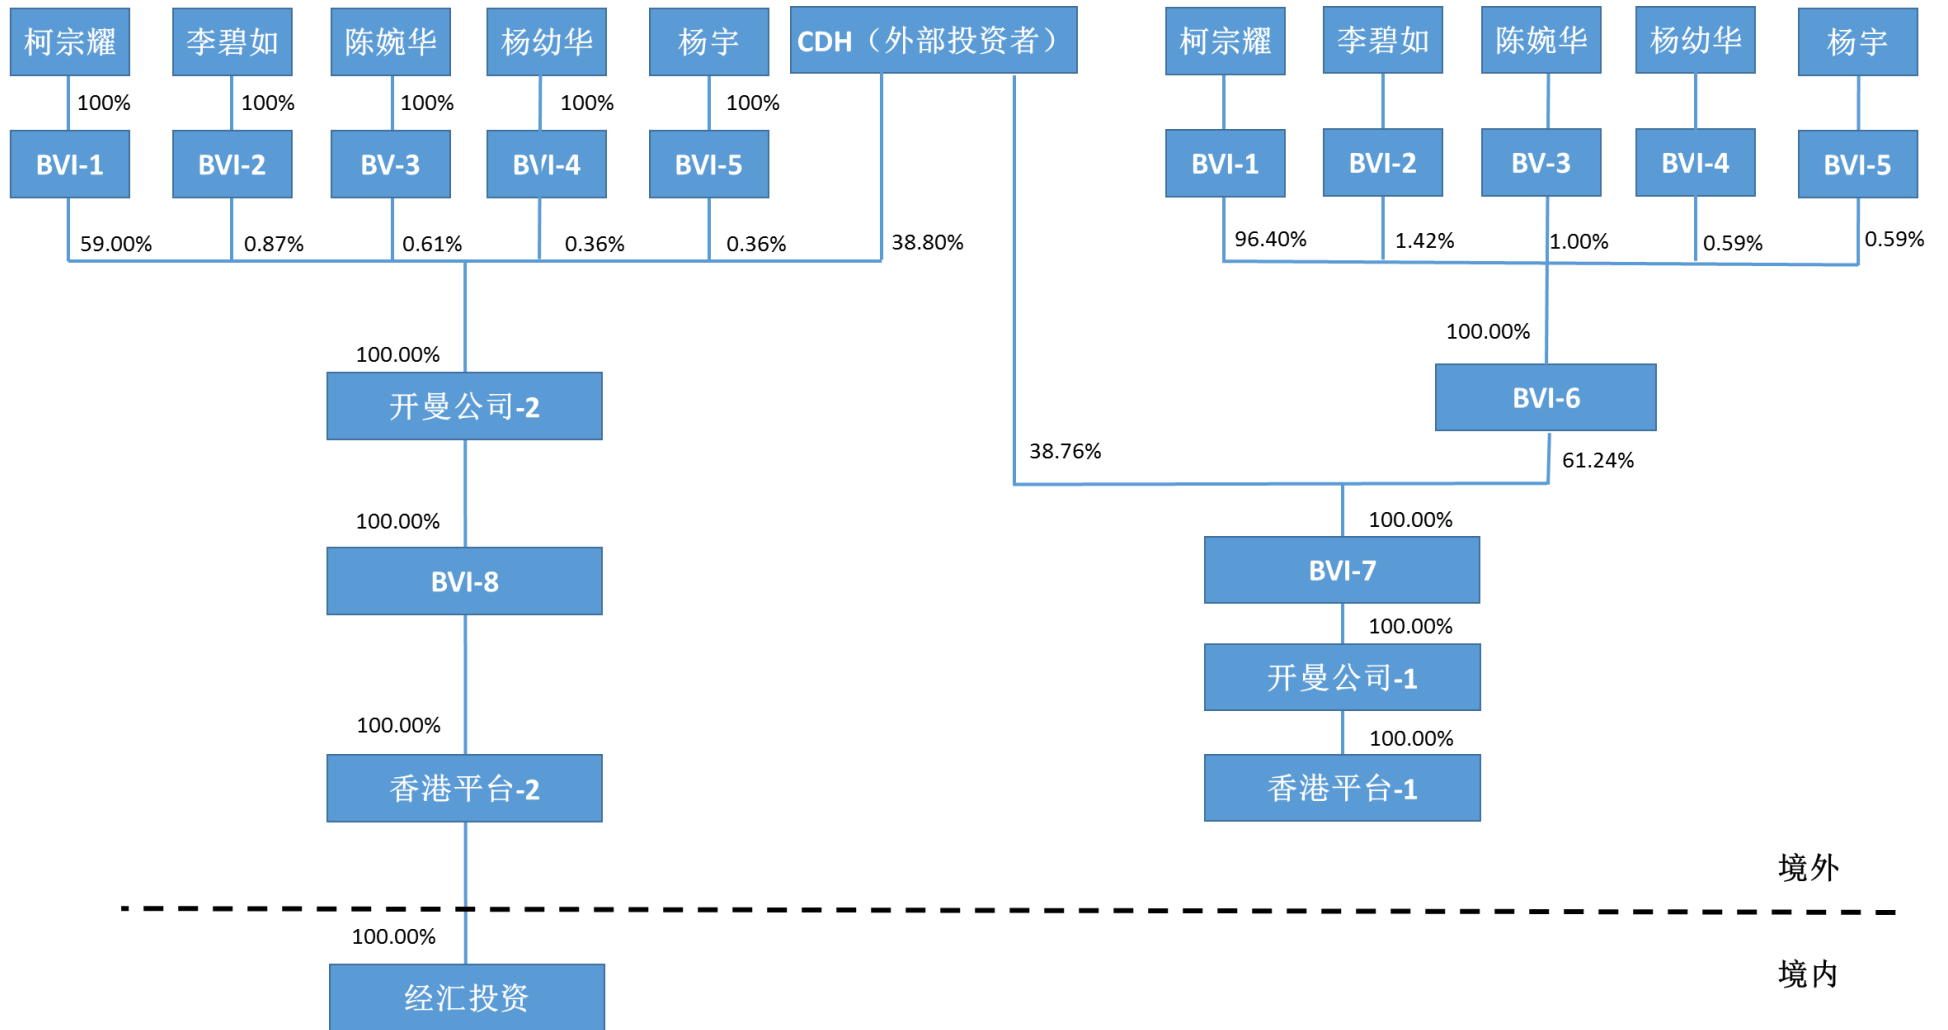 柯宗耀 李碧如 陈婉华 杨幼华 杨宇 CDH（外部投资者） 柯宗耀 李碧如 陈婉华 杨幼华 杨宇
100% 100% 100% 100% 100%
BVI-1 BVI-2 BV-3 BVI-4 BVI-5 BVI-1 BVI-2 BV-3 BVI-4 BVI-5
59.00% 0.87% 0.61% 0.36% 0.36% 38.80% 96.40% 1.42% 1.00% 0.59% 0.59%
100.00%
100.00%
开曼公司-2 BVI-6
38.76% 61.24%
100.00% 100.00%
BVI-8 BVI-7
100.00%
开曼公司-1
100.00% 100.00%
香港平台-2 香港平台-1
境外
100.00%
境内
经汇投资